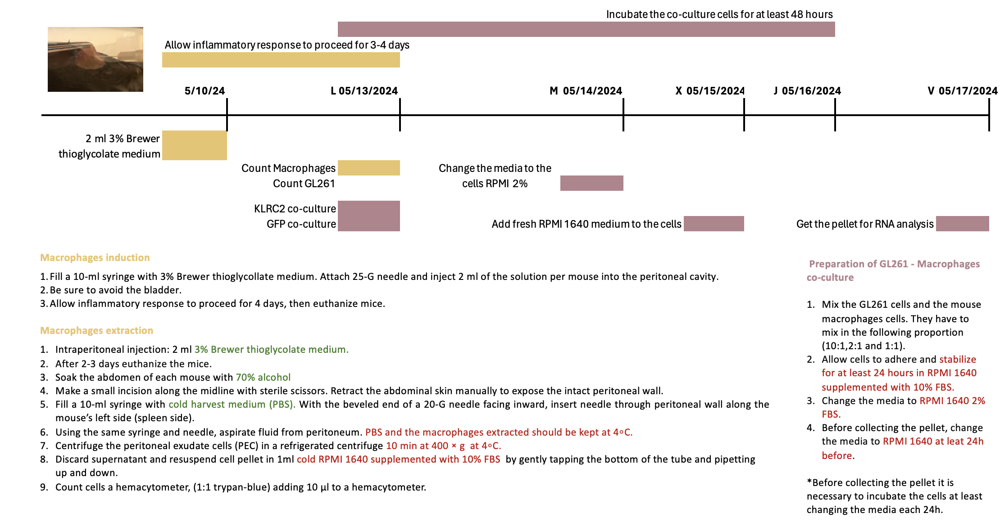 Incubate the co-culture cells for at least 48 hours
Allow inflammatory response to proceed for 3-4 days
5/10/24
L 05/13/2024
M 05/14/2024
X 05/15/2024
J 05/16/2024
V 05/17/2024
2 ml 3% Brewer
thioglycolate medium
Count Macrophages
Count GL261
Change the media to the
cells RPMI 2%
KLRC2 co-culture
GFP co-culture
Add fresh RPMI 1640 medium to the cells
Get the pellet for RNA analysis
Macrophages induction
1. Fill a 10-ml syringe with 3% Brewer thioglycollate medium. Attach 25-G needle and inject 2 ml of the solution per mouse into the peritoneal cavity.
2. Be sure to avoid the bladder.
3. Allow inflammatory response to proceed for 4 days, then euthanize mice.
Macrophages extraction
1. Intraperitoneal injection: 2 ml 3% Brewer thioglycolate medium.
2. After 2-3 days euthanize the mice.
3. Soak the abdomen of each mouse with 70% alcohol
4. Make a small incision along the midline with sterile scissors. Retract the abdominal skin manually to expose the intact peritoneal wall.
5. Fill a 10-ml syringe with cold harvest medium (PBS). With the beveled end of a 20-G needle facing inward, insert needle through peritoneal wall along the
mouse’s left side (spleen side).
6. Using the same syringe and needle, aspirate fluid from peritoneum. PBS and the macrophages extracted should be kept at 4∘C.
7. Centrifuge the peritoneal exudate cells (PEC) in a refrigerated centrifuge 10 min at 400 × g at 4∘C.
8. Discard supernatant and resuspend cell pellet in 1ml cold RPMI 1640 supplemented with 10% FBS by gently tapping the bottom of the tube and pipetting
up and down.
9. Count cells a hemacytometer, (1:1 trypan-blue) adding 10 µl to a hemacytometer.
Preparation of GL261 - Macrophages
co-culture
1. Mix the GL261 cells and the mouse
macrophages cells. They have to
mix in the following proportion
(10:1,2:1 and 1:1).
2. Allow cells to adhere and stabilize
for at least 24 hours in RPMI 1640
supplemented with 10% FBS.
3. Change the media to RPMI 1640 2%
FBS.
4. Before collecting the pellet, change
the media to RPMI 1640 at leat 24h
before.
*Before collecting the pellet it is
necessary to incubate the cells at least
changing the media each 24h.